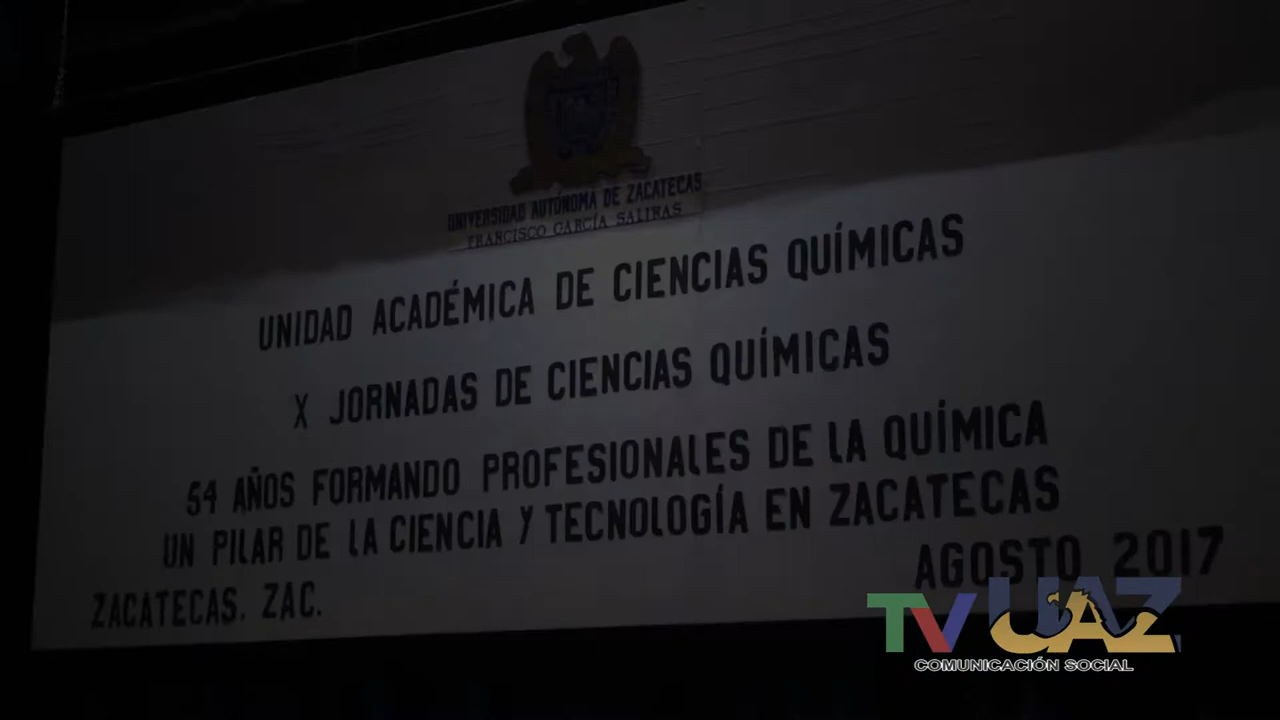 UNIVERSIDAD AUTÓNOMA DE ZACATECAS
FRANCISCO GARCÍA SALINAS
UNIDAD ACADÉMICA DE CIENCIAS QUÍMICAS
X JORNADAS DE CIENCIAS QUÍMICAS
54 AÑOS FORMANDO PROFESIONALES DE LA QUÍMICA
UN PILAR DE LA CIENCIA Y TECNOLOGÍA EN ZACATECAS
ZACATECAS. ZAC.
AGOSTO 2017
TV UAZ
COMUNICACIÓN SOCIAL